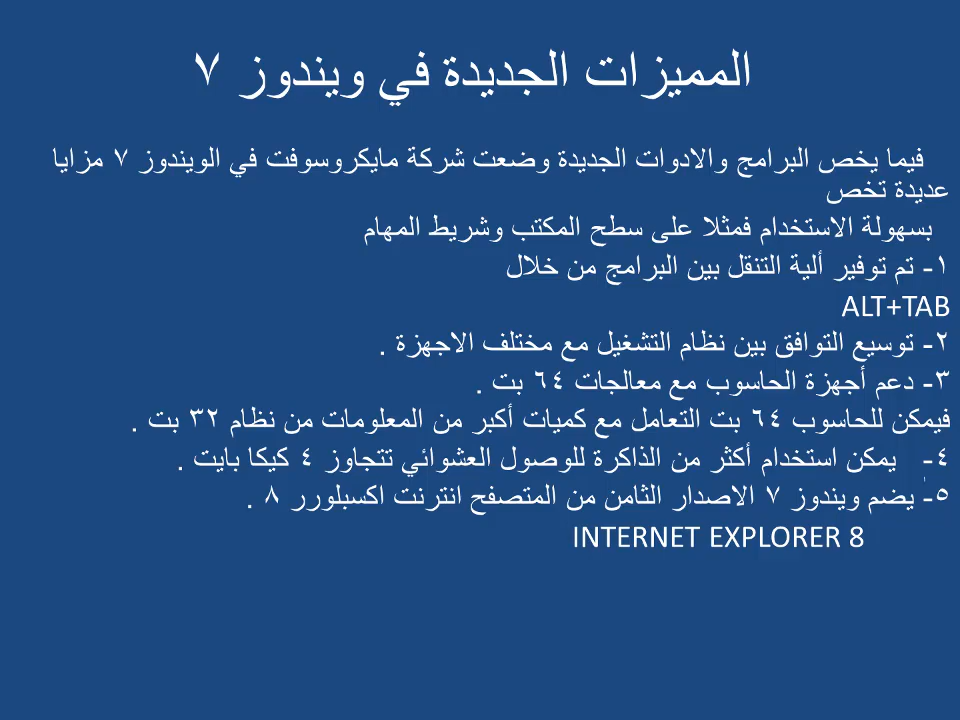 المميزات الجديدة في ويندوز ٧
فيما يخص البرامج والادوات الجديدة وضعت شركة مايكروسوفت في الويندوز ٧ مزايا
عديدة تخص
بسهولة الاستخدام فمثلا على سطح المكتب وشريط المهام
١- تم توفير ألية التنقل بين البرامج من خلال
ALT+TAB
٢- توسيع التوافق بين نظام التشغيل مع مختلف الاجهزة .
٣- دعم أجهزة الحاسوب مع معالجات ٦٤ بت .
فيمكن للحاسوب ٦٤ بت التعامل مع كميات أكبر من المعلومات من نظام ٣٢ بت .
٤- يمكن استخدام أكثر من الذاكرة للوصول العشوائي تتجاوز ٤ كيكا بايت .
٥- يضم ويندوز ٧ الاصدار الثامن من المتصفح انترنت اكسبلورر ٨ .
INTERNET EXPLORER 8